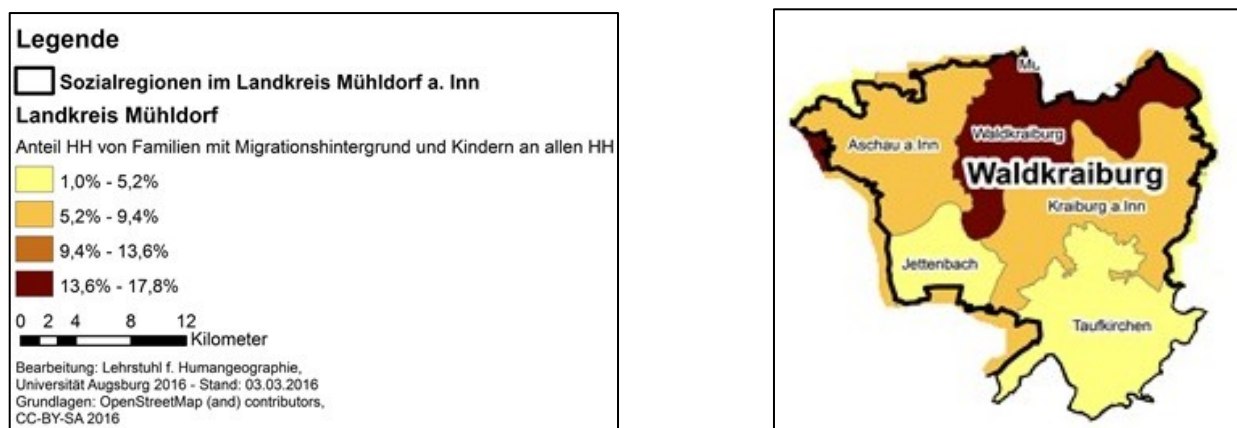 Legende
Sozialregionen im Landkreis Mühldorf a. Inn
Landkreis Mühldorf
Anteil HH von Familien mit Migrationshintergrund und Kindern an allen HH
1,0% - 5,2%
5,2% - 9,4%
9,4% - 13,6%
13,6% - 17,8%
0 2 4 8 12
Kilometer
Bearbeitung: Lehrstuhl f. Humangeographie,
Universität Augsburg 2016 - Stand: 03.03.2016
Grundlagen: OpenStreetMap (and) contributors,
CC-BY-SA 2016
Waldkraiburg
Aschau a.Inn
Waldkraiburg
Kraiburg a.Inn
Jettenbach
Taufkirchen